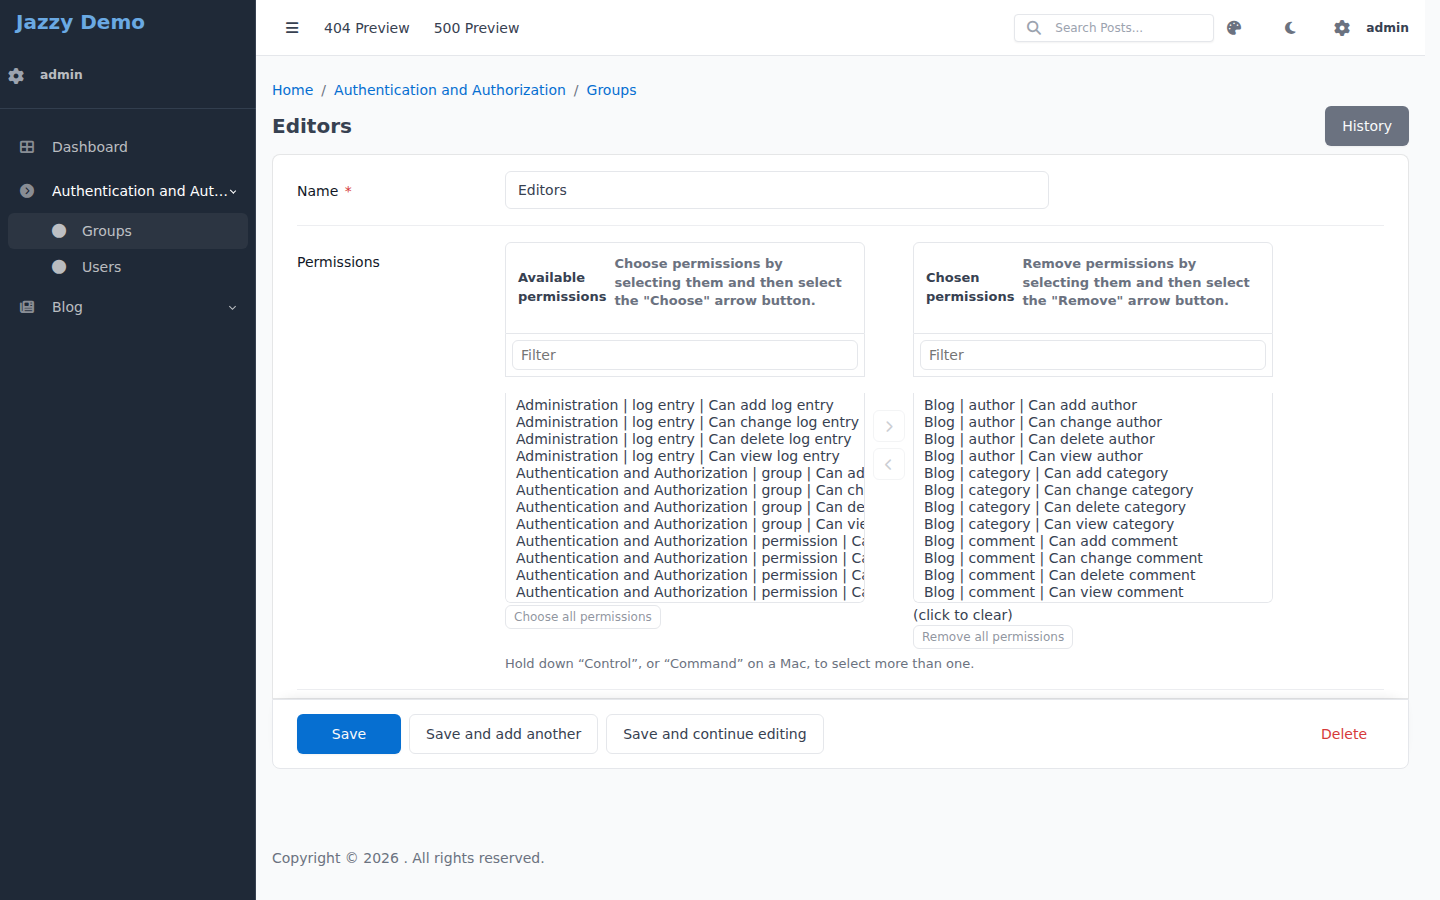 Jazzy Demo
admin
Dashboard
Authentication and Aut...
Groups
Users
Blog
404 Preview
500 Preview
Search Posts...
admin
Home / Authentication and Authorization / Groups
Editors
History
Name *
Editors
Permissions
Available permissions
Choose permissions by
selecting them and then select
the "Choose" arrow button.
Filter
Administration | log entry | Can add log entry
Administration | log entry | Can change log entry
Administration | log entry | Can delete log entry
Administration | log entry | Can view log entry
Authentication and Authorization | group | Can ad
Authentication and Authorization | group | Can ch
Authentication and Authorization | group | Can de
Authentication and Authorization | group | Can vie
Authentication and Authorization | permission | Ca
Authentication and Authorization | permission | Ca
Authentication and Authorization | permission | Ca
Authentication and Authorization | permission | Ca
Choose all permissions
Chosen permissions
Remove permissions by
selecting them and then select
the "Remove" arrow button.
Filter
Blog | author | Can add author
Blog | author | Can change author
Blog | author | Can delete author
Blog | author | Can view author
Blog | category | Can add category
Blog | category | Can change category
Blog | category | Can delete category
Blog | category | Can view category
Blog | comment | Can add comment
Blog | comment | Can change comment
Blog | comment | Can delete comment
Blog | comment | Can view comment
(click to clear)
Remove all permissions
Hold down “Control”, or “Command” on a Mac, to select more than one.
Save
Save and add another
Save and continue editing
Delete
Copyright © 2026 . All rights reserved.